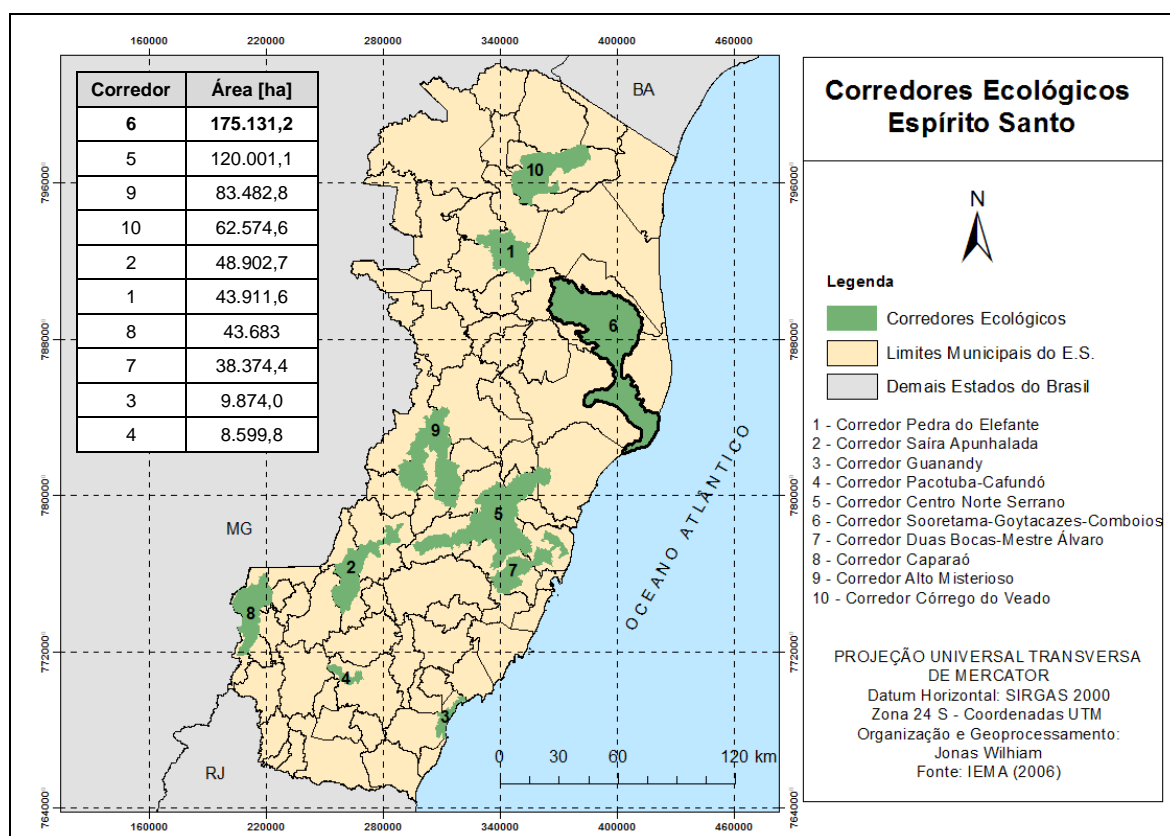 160000 220000 280000 340000 400000 460000
Corredor Área [ha]
6 175.131,2
5 120.001,1
9 83.482,8
10 62.574,6
2 48.902,7
1 43.911,6
8 43.683
7 38.374,4
3 9.874,0
4 8.599,8
BA
MG
RJ
OCEANO ATLÂNTICO
10
1
6
9
5
7
2
8
4
3
0 30 60 120 km
160000 220000 280000 340000 400000 460000
Corredores Ecológicos
Espírito Santo
N
Legenda
Corredores Ecológicos
Limites Municipais do E.S.
Demais Estados do Brasil
1 - Corredor Pedra do Elefante
2 - Corredor Saíra Apunhalada
3 - Corredor Guanandy
4 - Corredor Pacotuba-Cafundó
5 - Corredor Centro Norte Serrano
6 - Corredor Sooretama-Goytacazes-Comboios
7 - Corredor Duas Bocas-Mestre Álvaro
8 - Corredor Caparaó
9 - Corredor Alto Misterioso
10 - Corredor Córrego do Veado
PROJEÇÃO UNIVERSAL TRANSVERSA
DE MERCATOR
Datum Horizontal: SIRGAS 2000
Zona 24 S - Coordenadas UTM
Organização e Geoprocessamento:
Jonas Wilhiam
Fonte: IEMA (2006)